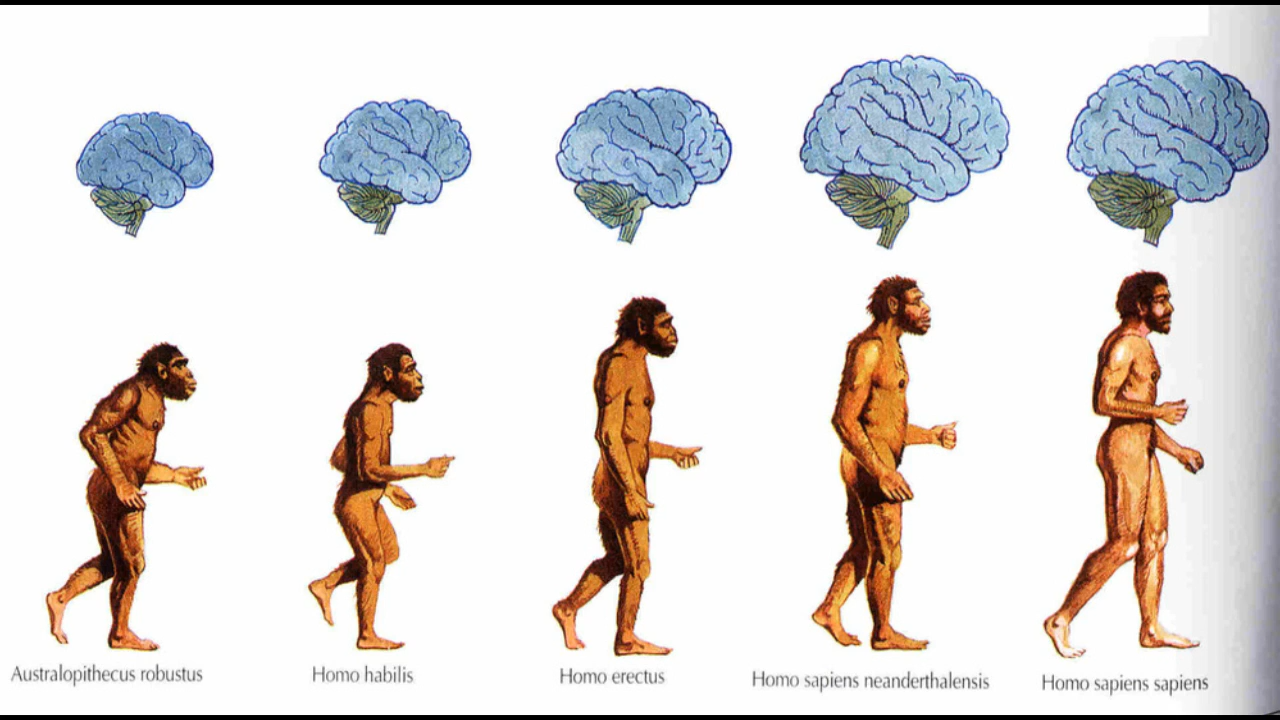 Australopithecus robustus
Homo habilis
Homo erectus
Homo sapiens neanderthalensis
Homo sapiens sapiens